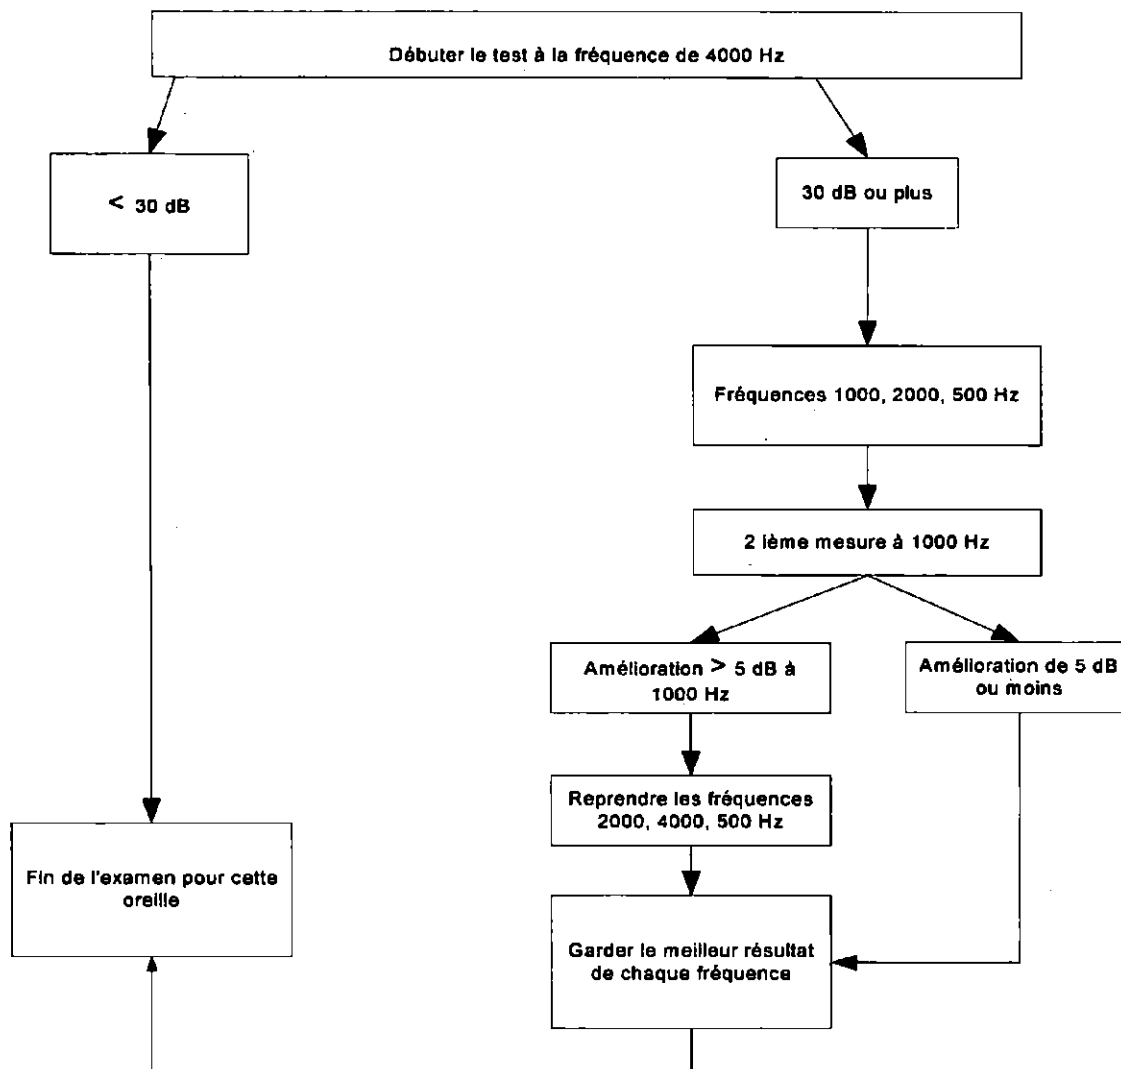 Débuter le test à la fréquence de 4000 Hz
< 30 dB
30 dB ou plus
Fréquences 1000, 2000, 500 Hz
2 ième mesure à 1000 Hz
Amélioration > 5 dB à
1000 Hz
Amélioration de 5 dB
ou moins
Reprendre les fréquences
2000, 4000, 500 Hz
Fin de l'examen pour cette
oreille
Garder le meilleur résultat
de chaque fréquence